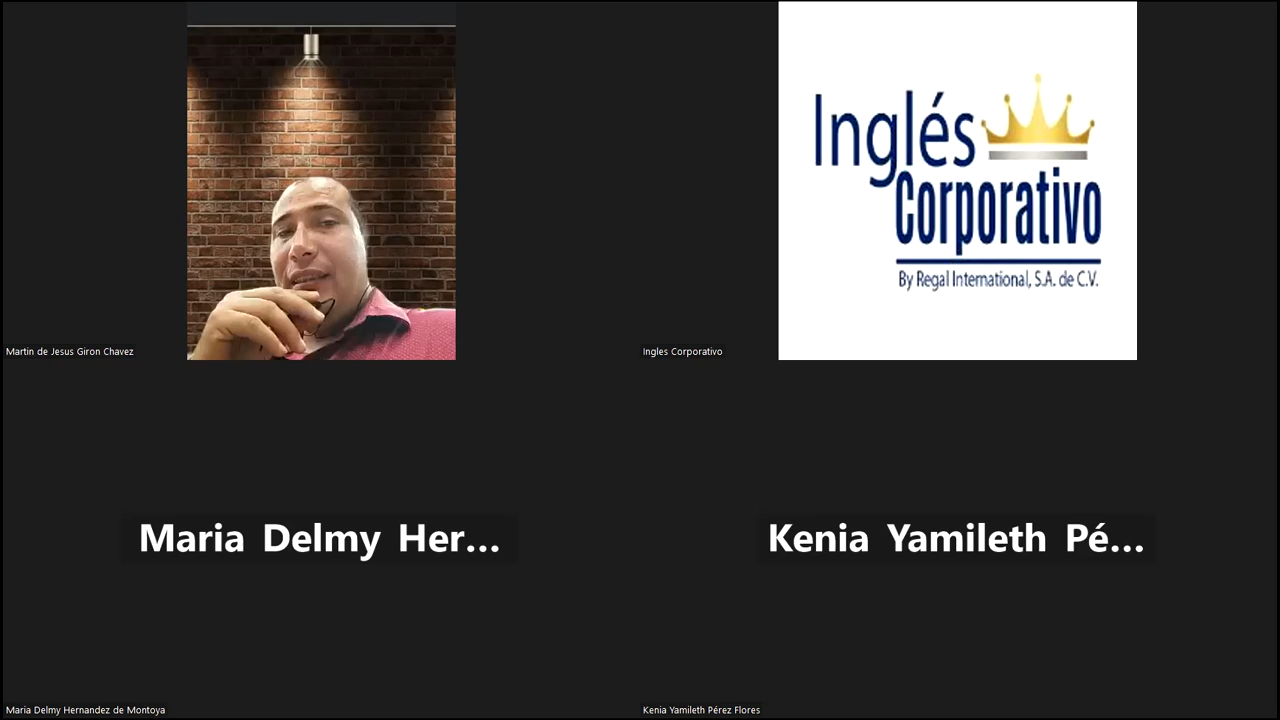 Inglés
Corporativo
By Regal International, S.A. de C.V.
Martin de Jesus Giron Chavez
Ingles Corporativo
Maria Delmy Her...
Kenia Yamileth Pé...
Maria Delmy Hernandez de Montoya
Kenia Yamileth Pérez Flores